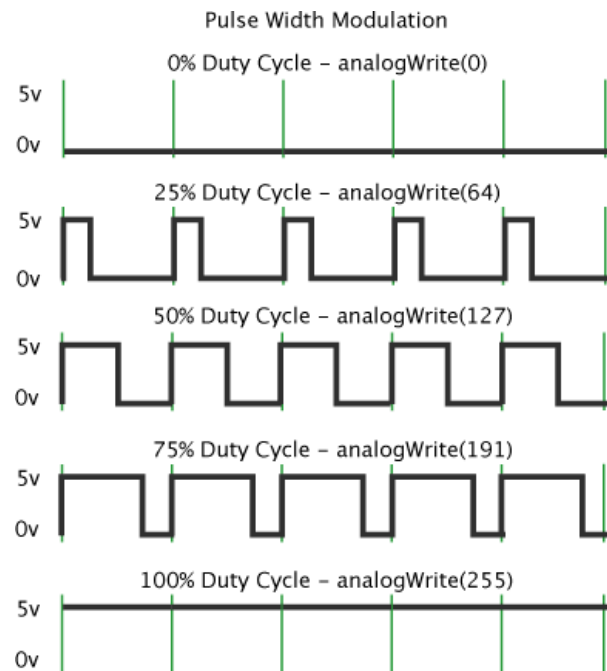 Pulse Width Modulation
0% Duty Cycle – analogWrite(0)
5v
0v
25% Duty Cycle – analogWrite(64)
5v
0v
50% Duty Cycle – analogWrite(127)
5v
0v
75% Duty Cycle – analogWrite(191)
5v
0v
100% Duty Cycle – analogWrite(255)
5v
0v